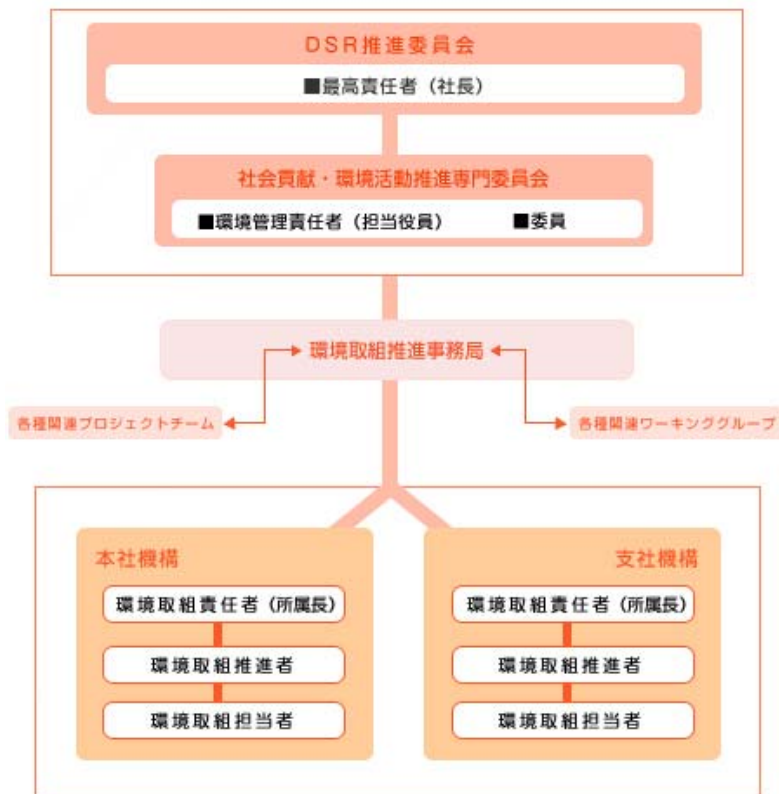 DSR推進委員会
■最高責任者（社長）
社会貢献・環境活動推進専門委員会
■環境管理責任者（担当役員） ■委員
環境取組推進事務局
各種関連プロジェクトチーム
各種関連ワーキンググループ
本社機構
環境取組責任者（所属長）
環境取組推進者
環境取組担当者
支社機構
環境取組責任者（所属長）
環境取組推進者
環境取組担当者